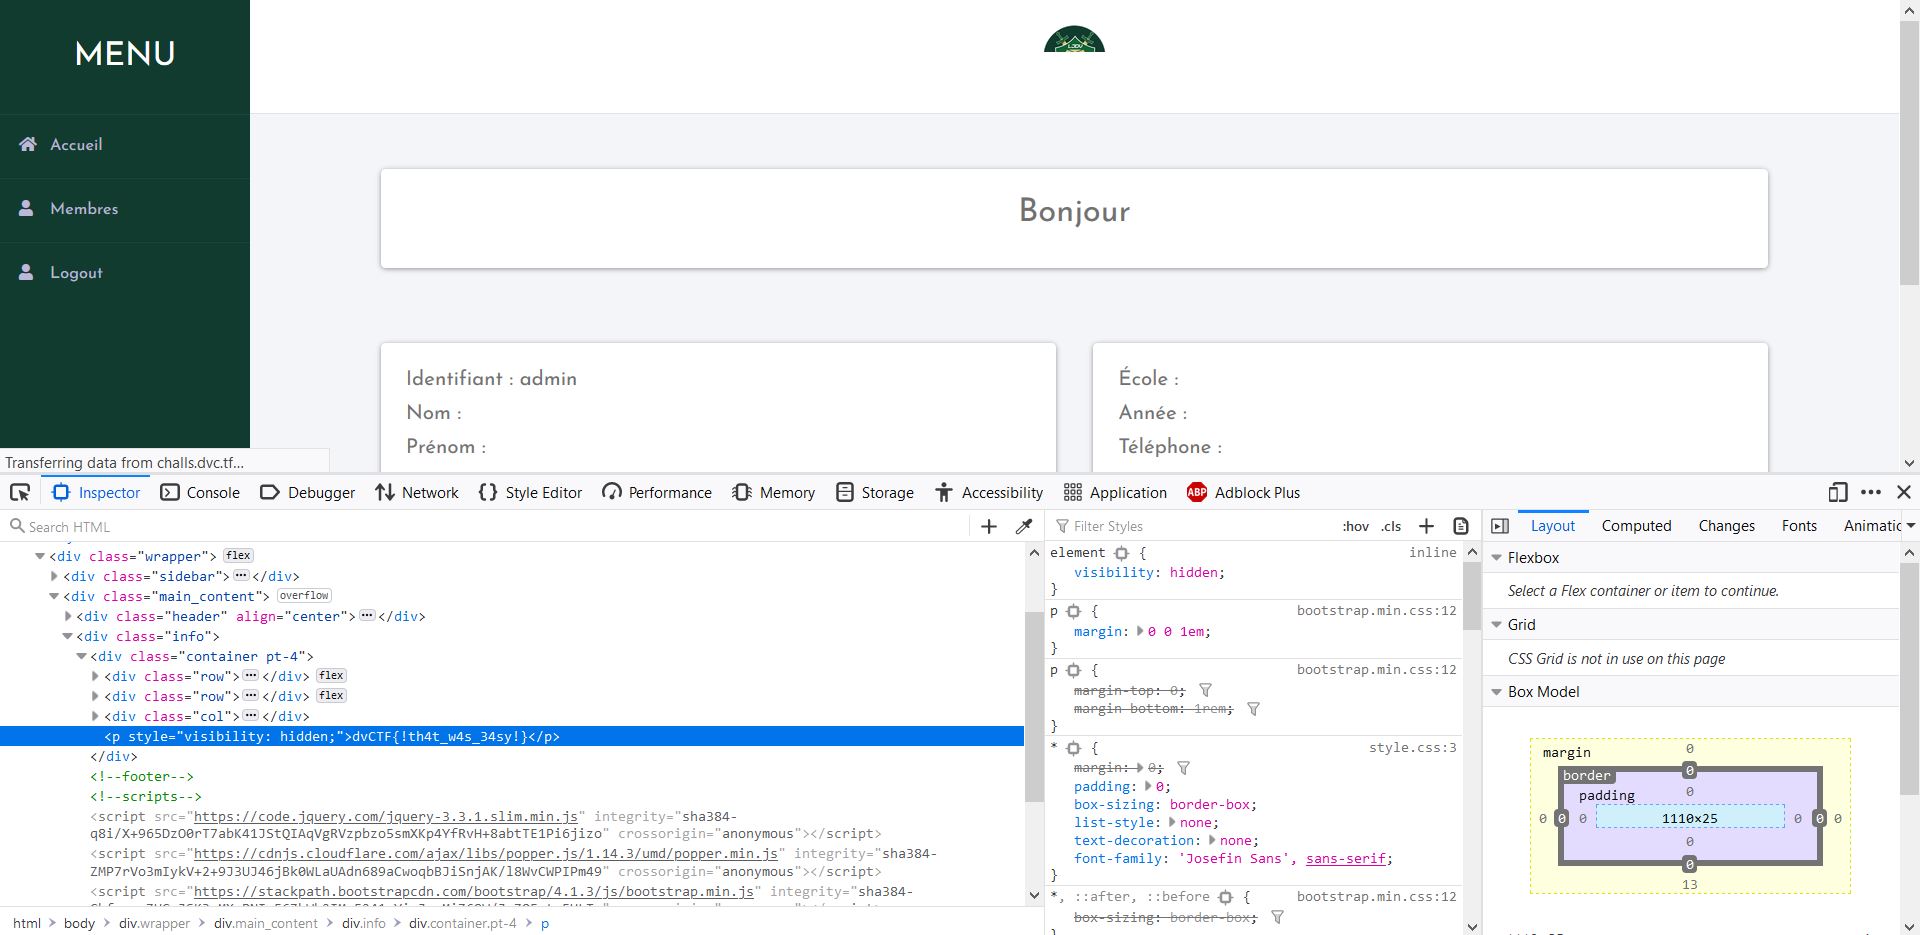 MENU
Accueil
Membres
Logout
LDDV
Bonjour
Identifiant : admin
Nom :
Prénom :
École :
Année :
Téléphone :
Transferring data from challs.dvc.tf...
Inspector Console Debugger Network Style Editor Performance Memory Storage Accessibility Application ABP Adblock Plus
Search HTML
<div class="wrapper"> flex
<div class="sidebar"> </div>
<div class="main_content"> overflow
<div class="header" align="center"> </div>
<div class="info">
<div class="container pt-4">
<div class="row"> </div> flex
<div class="row"> </div> flex
<div class="col"> </div>
<p style="visibility: hidden;">dvCTF{!th4t_w4s_34sy!}</p>
</div>
<!--footer-->
<!--scripts-->
<script src="https://code.jquery.com/jquery-3.3.1.slim.min.js" integrity="sha384-
q8i/X+965DzO0rT7abK41JStQIAqVgRVzpbzo5smXKp4YfRvH+8abtTE1Pi6jizo" crossorigin="anonymous"></script>
<script src="https://cdnjs.cloudflare.com/ajax/libs/popper.js/1.14.3/umd/popper.min.js" integrity="sha384-
ZMP7rVo3mIykV+2+9J3UJ46jBk0WLaUAdn689aCwoqbBJiSnjAK/l8WvCWPIPm49" crossorigin="anonymous"></script>
<script src="https://stackpath.bootstrapcdn.com/bootstrap/4.1.3/js/bootstrap.min.js" integrity="sha384-
html > body > div.wrapper > div.main_content > div.info > div.container.pt-4 > p
Filter Styles :hov .cls
element { inline
visibility: hidden;
}
p { bootstrap.min.css:12
margin: 0 0 1em;
}
p { bootstrap.min.css:12
margin-top: 0;
margin-bottom: 1rem;
}
* { style.css:3
margin: 0;
padding: 0;
box-sizing: border-box;
list-style: none;
text-decoration: none;
font-family: 'Josefin Sans', sans-serif;
}
*, ::after, ::before { bootstrap.min.css:12
box-sizing: border-box;
Layout Computed Changes Fonts Animatic
Flexbox
Select a Flex container or item to continue.
Grid
CSS Grid is not in use on this page
Box Model
margin 0
border 0
padding 0
0 0 0 1110×25 0 0 0
0
0
13